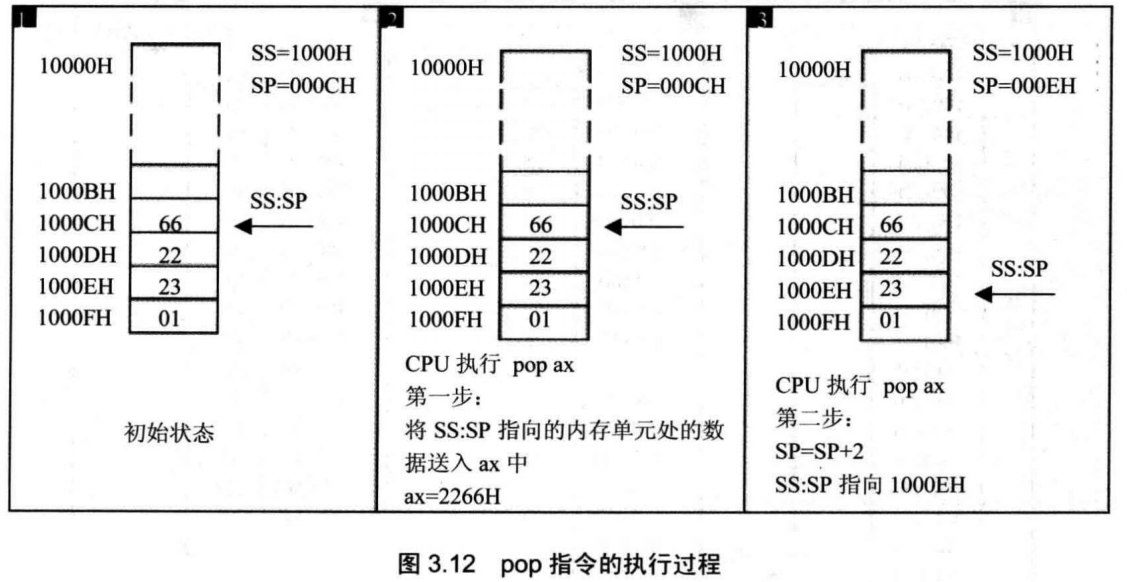 1
10000H
SS=1000H
SP=000CH
1000BH
1000CH 66
SS:SP
1000DH 22
1000EH 23
1000FH 01
初始状态
2
10000H
SS=1000H
SP=000CH
1000BH
1000CH 66
SS:SP
1000DH 22
1000EH 23
1000FH 01
CPU 执行 pop ax
第一步：
将 SS:SP 指向的内存单元处的数
据送入 ax 中
ax=2266H
3
10000H
SS=1000H
SP=000EH
1000BH
1000CH 66
1000DH 22
SS:SP
1000EH 23
1000FH 01
CPU 执行 pop ax
第二步：
SP=SP+2
SS:SP 指向 1000EH
图 3.12 pop 指令的执行过程